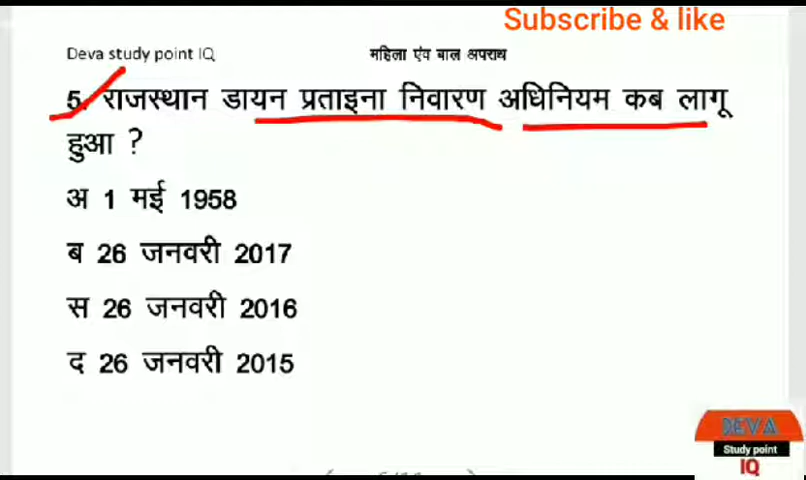 Subscribe & like
Deva study point IQ महिला एंव बाल अपराध
5. राजस्थान डायन प्रताइना निवारण अधिनियम कब लागू
हुआ ?
अ 1 मई 1958
ब 26 जनवरी 2017
स 26 जनवरी 2016
द 26 जनवरी 2015
DEVA
Study point
IQ